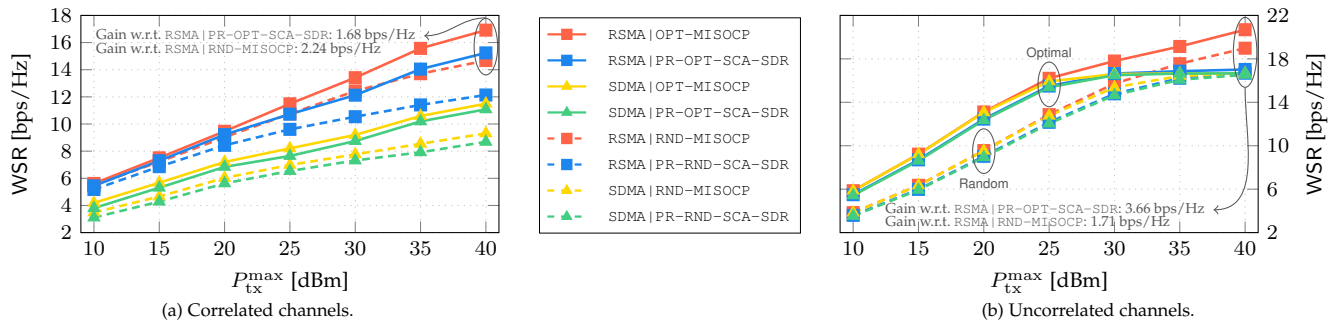 18
16
14
12
10
8
6
4
2
WSR [bps/Hz]
Gain w.r.t. RSMA|PR-OPT-SCA-SDR: 1.68 bps/Hz
Gain w.r.t. RSMA|RND-MISOCP: 2.24 bps/Hz
10 15 20 25 30 35 40
P_tx^max [dBm]
(a) Correlated channels.
RSMA|OPT-MISOCP
RSMA|PR-OPT-SCA-SDR
SDMA|OPT-MISOCP
SDMA|PR-OPT-SCA-SDR
RSMA|RND-MISOCP
RSMA|PR-RND-SCA-SDR
SDMA|RND-MISOCP
SDMA|PR-RND-SCA-SDR
Optimal
Random
Gain w.r.t. RSMA|PR-OPT-SCA-SDR: 3.66 bps/Hz
Gain w.r.t. RSMA|RND-MISOCP: 1.71 bps/Hz
22
18
14
10
6
2
WSR [bps/Hz]
10 15 20 25 30 35 40
P_tx^max [dBm]
(b) Uncorrelated channels.